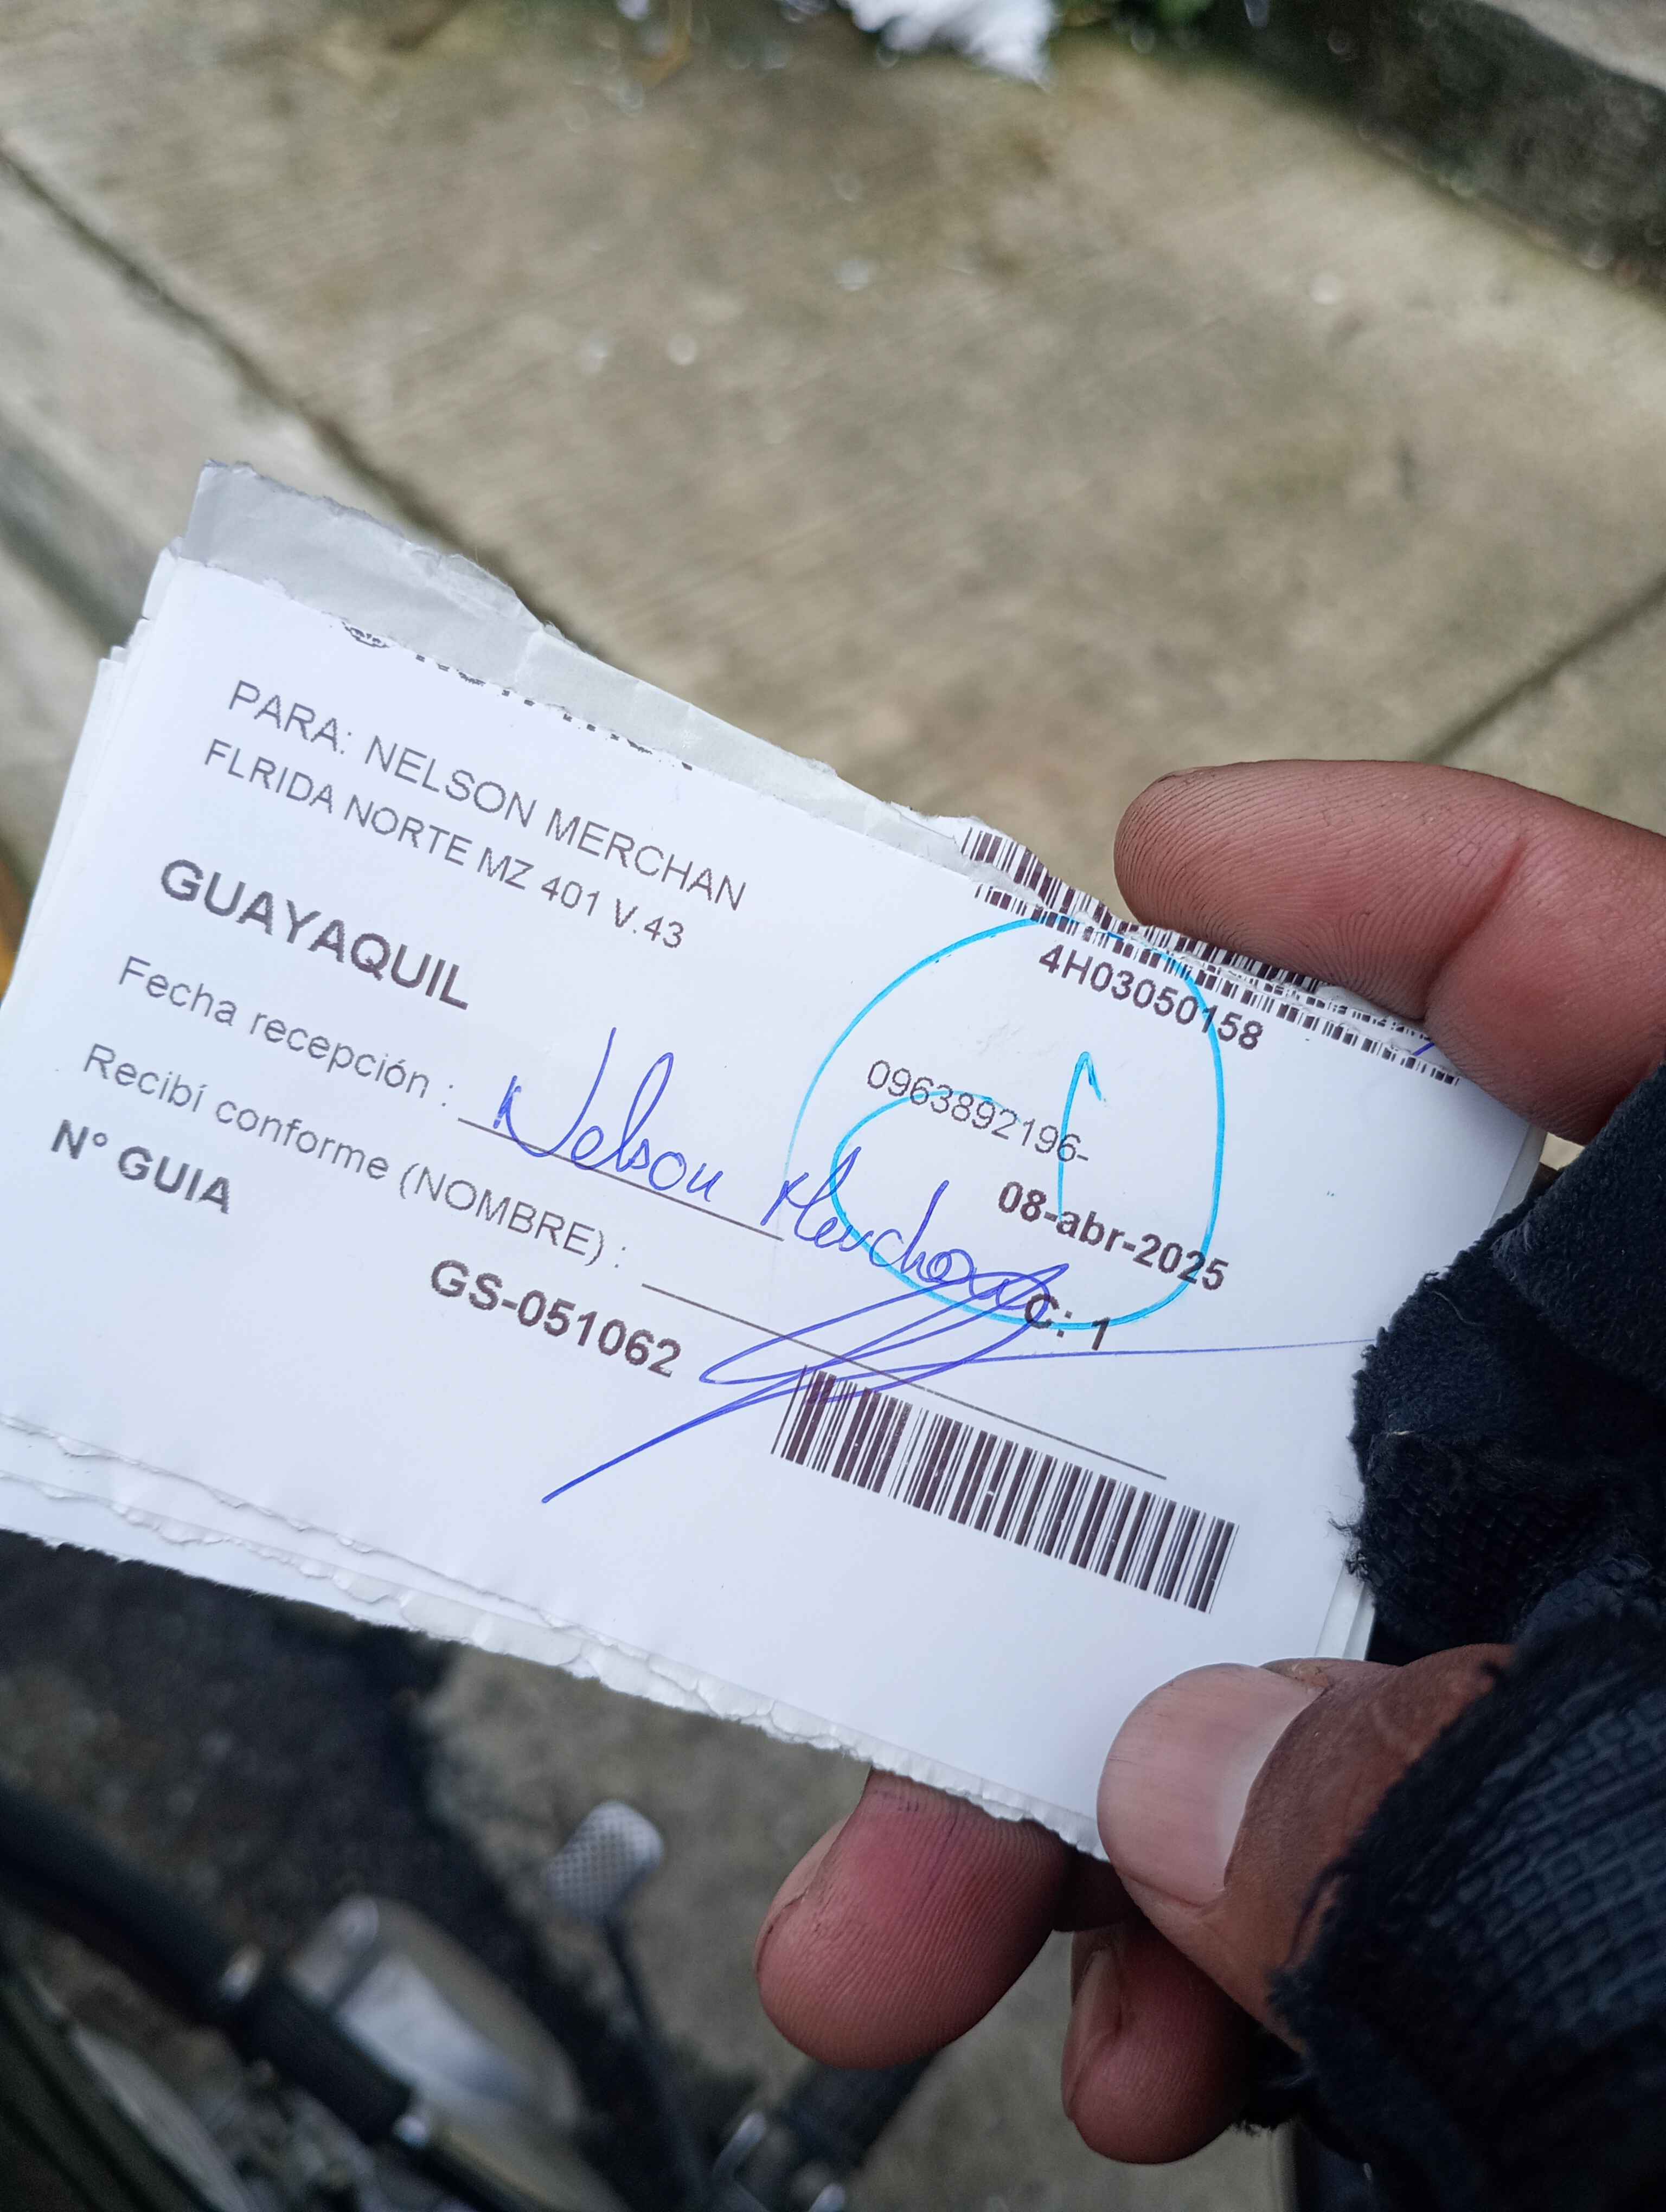 PARA: NELSON MERCHAN
FLRIDA NORTE MZ 401 V.43
GUAYAQUIL
4H03050158
0963892196-
08-abr-2025
C: 1
Fecha recepción : Nelson Merchan
Recibí conforme (NOMBRE) :
N° GUIA
GS-051062